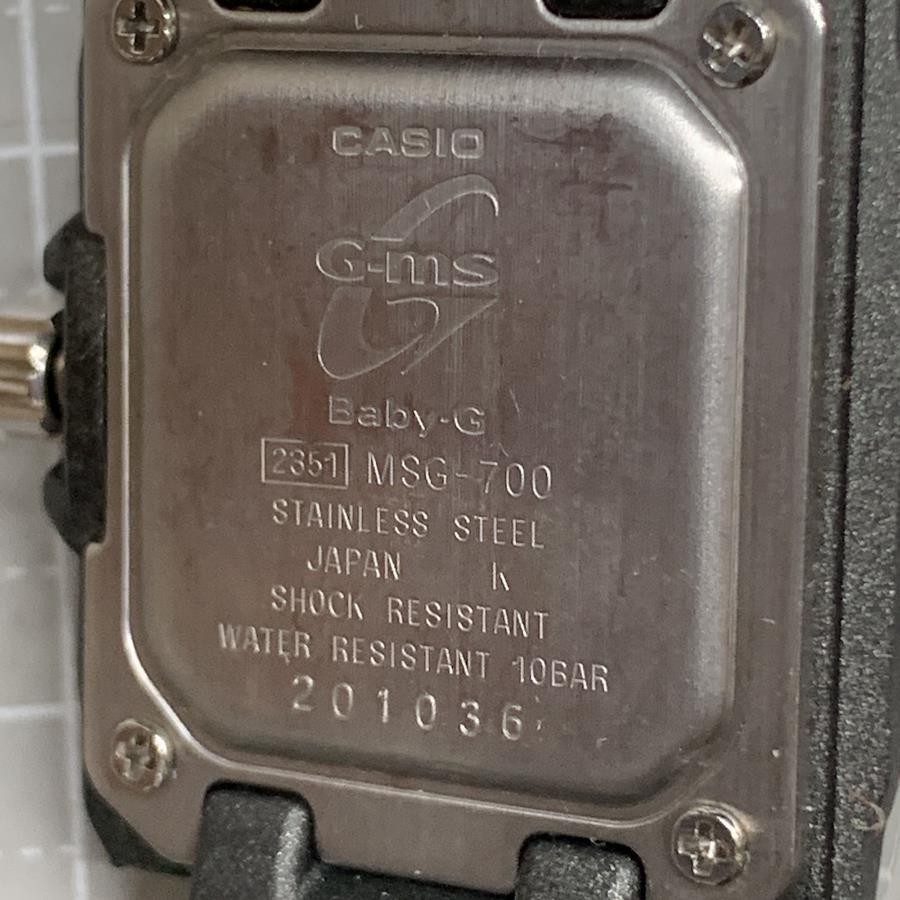 CASIO
G-ms
Baby-G
2351 MSG-700
STAINLESS STEEL
JAPAN K
SHOCK RESISTANT
WATER RESISTANT 10BAR
201036